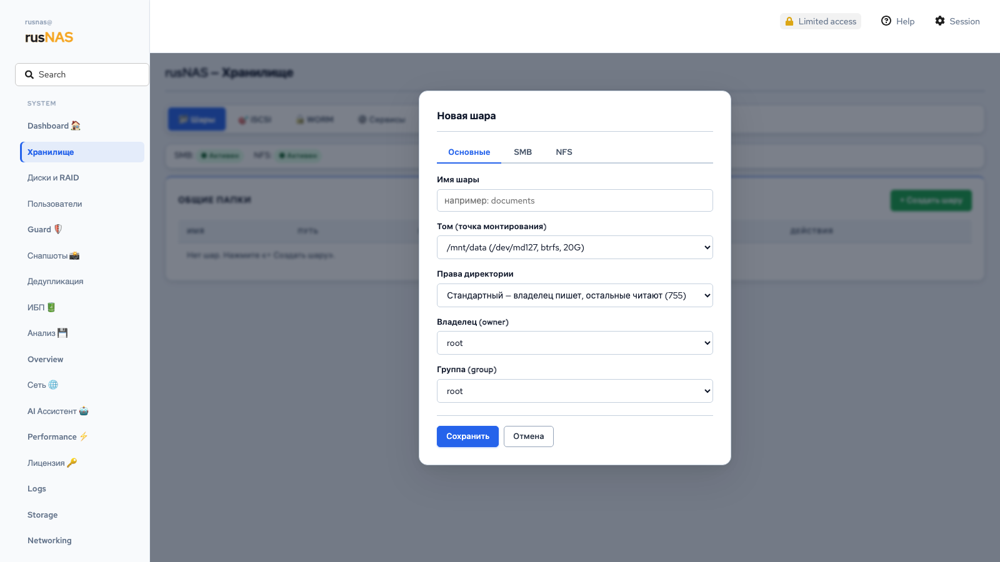 rusnas@
rusNAS
Search
SYSTEM
Dashboard
Хранилище
Диски и RAID
Пользователи
Guard
Снапшоты
Дедупликация
ИБП
Анализ
Overview
Сеть
AI Ассистент
Performance
Лицензия
Logs
Storage
Networking
Limited access
Help
Session
rusNAS — Хранилище
Шары
iSCSI
WORM
Сервисы
SMB: Активен NFS: Активен
ОБЩИЕ ПАПКИ
+ Создать шару
ИМЯ ПУТЬ ДЕЙСТВИЯ
Нет шар. Нажмите «+ Создать шару».
Новая шара
Основные SMB NFS
Имя шары
например: documents
Том (точка монтирования)
/mnt/data (/dev/md127, btrfs, 20G)
Права директории
Стандартный — владелец пишет, остальные читают (755)
Владелец (owner)
root
Группа (group)
root
Сохранить Отмена